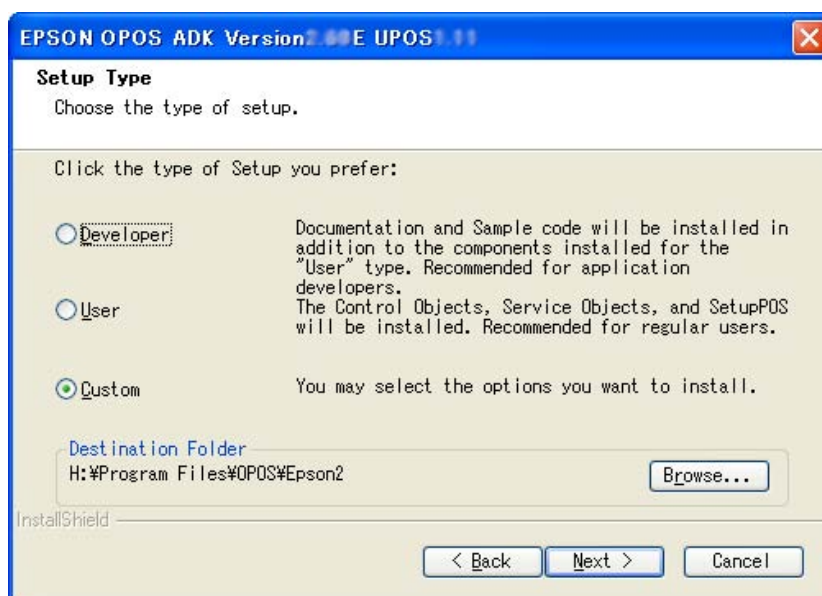 EPSON OPOS ADK Version E UPOS
Setup Type
Choose the type of setup.
Click the type of Setup you prefer:
Developer
Documentation and Sample code will be installed in
addition to the components installed for the
"User" type. Recommended for application
developers.
User
The Control Objects, Service Objects, and SetupPOS
will be installed. Recommended for regular users.
Custom
You may select the options you want to install.
Destination Folder
H:¥Program Files¥OPOS¥Epson2
Browse...
InstallShield
< Back
Next >
Cancel